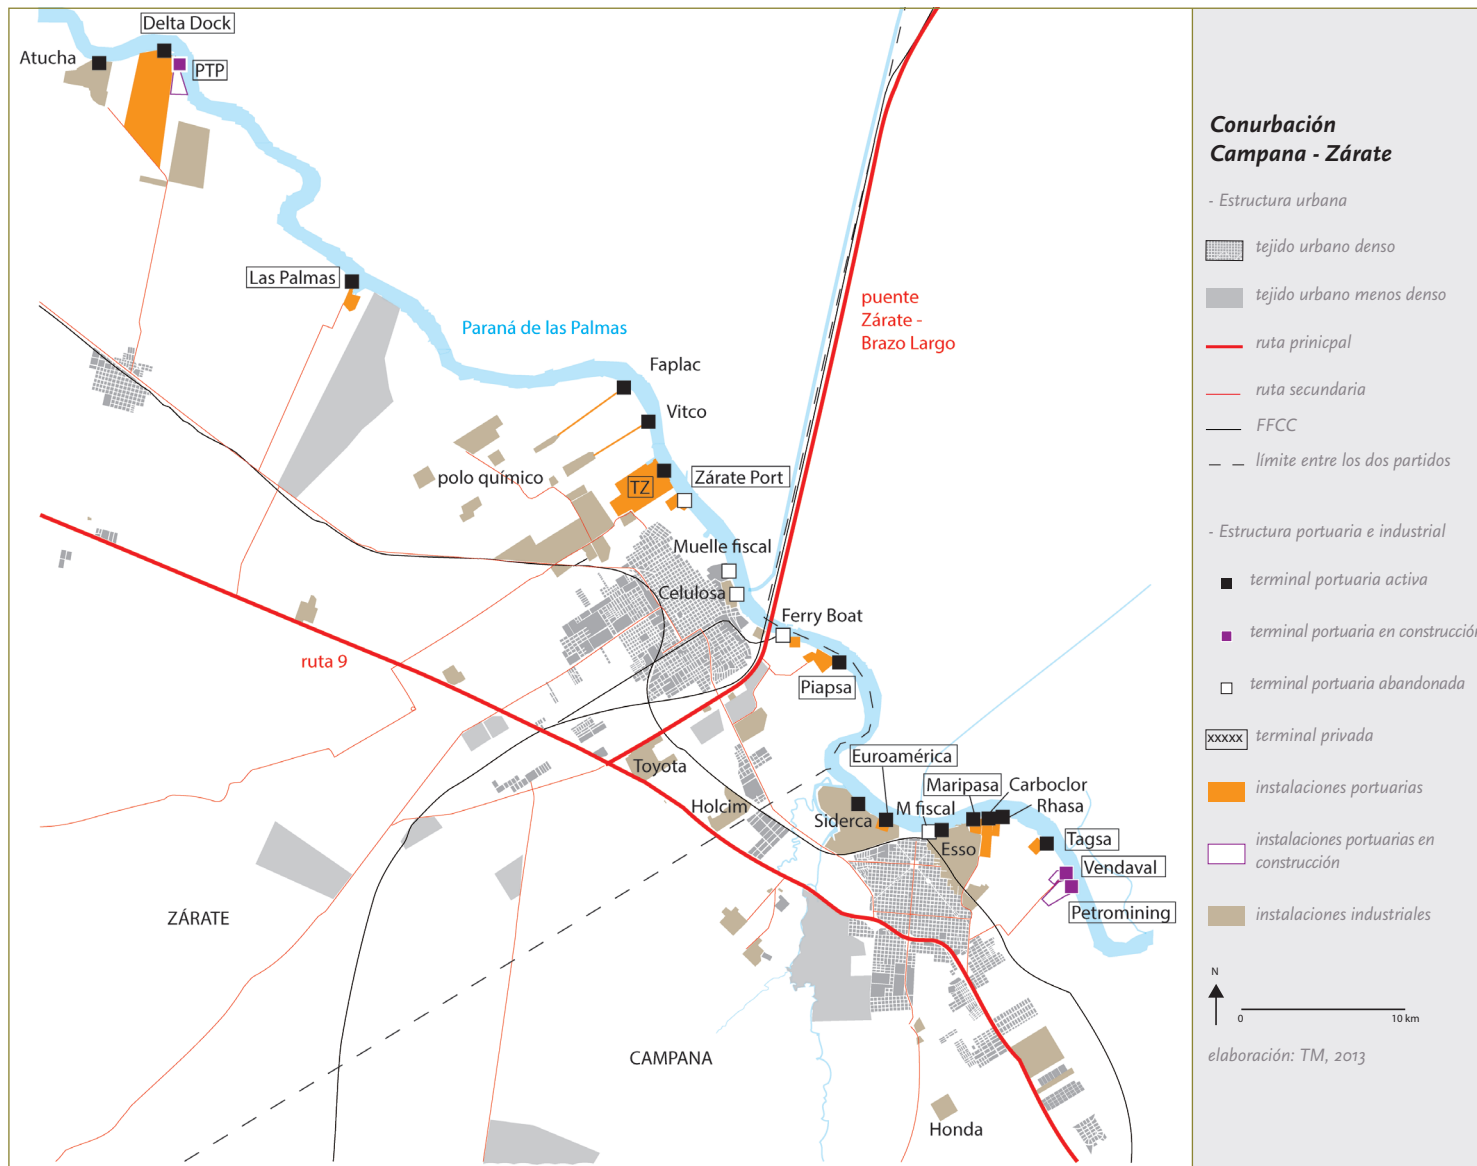 Delta Dock
Atucha
PTP
Las Palmas
Paraná de las Palmas
puente
Zárate -
Brazo Largo
Faplac
Vitco
polo químico
TZ
Zárate Port
Muelle fiscal
Celulosa
Ferry Boat
Piapsa
ruta 9
Toyota
Holcim
Euroamérica
Maripasa
Carboclor
Rhasa
M fiscal
Siderca
Esso
Tagsa
Vendaval
Petromining
ZÁRATE
CAMPANA
Honda
Conurbación
Campana - Zárate
- Estructura urbana
tejido urbano denso
tejido urbano menos denso
ruta prinicpal
ruta secundaria
FFCC
límite entre los dos partidos
- Estructura portuaria e industrial
terminal portuaria activa
terminal portuaria en construcción
terminal portuaria abandonada
xxxxx terminal privada
instalaciones portuarias
instalaciones portuarias en
construcción
instalaciones industriales
N
0 10 km
elaboración: TM, 2013